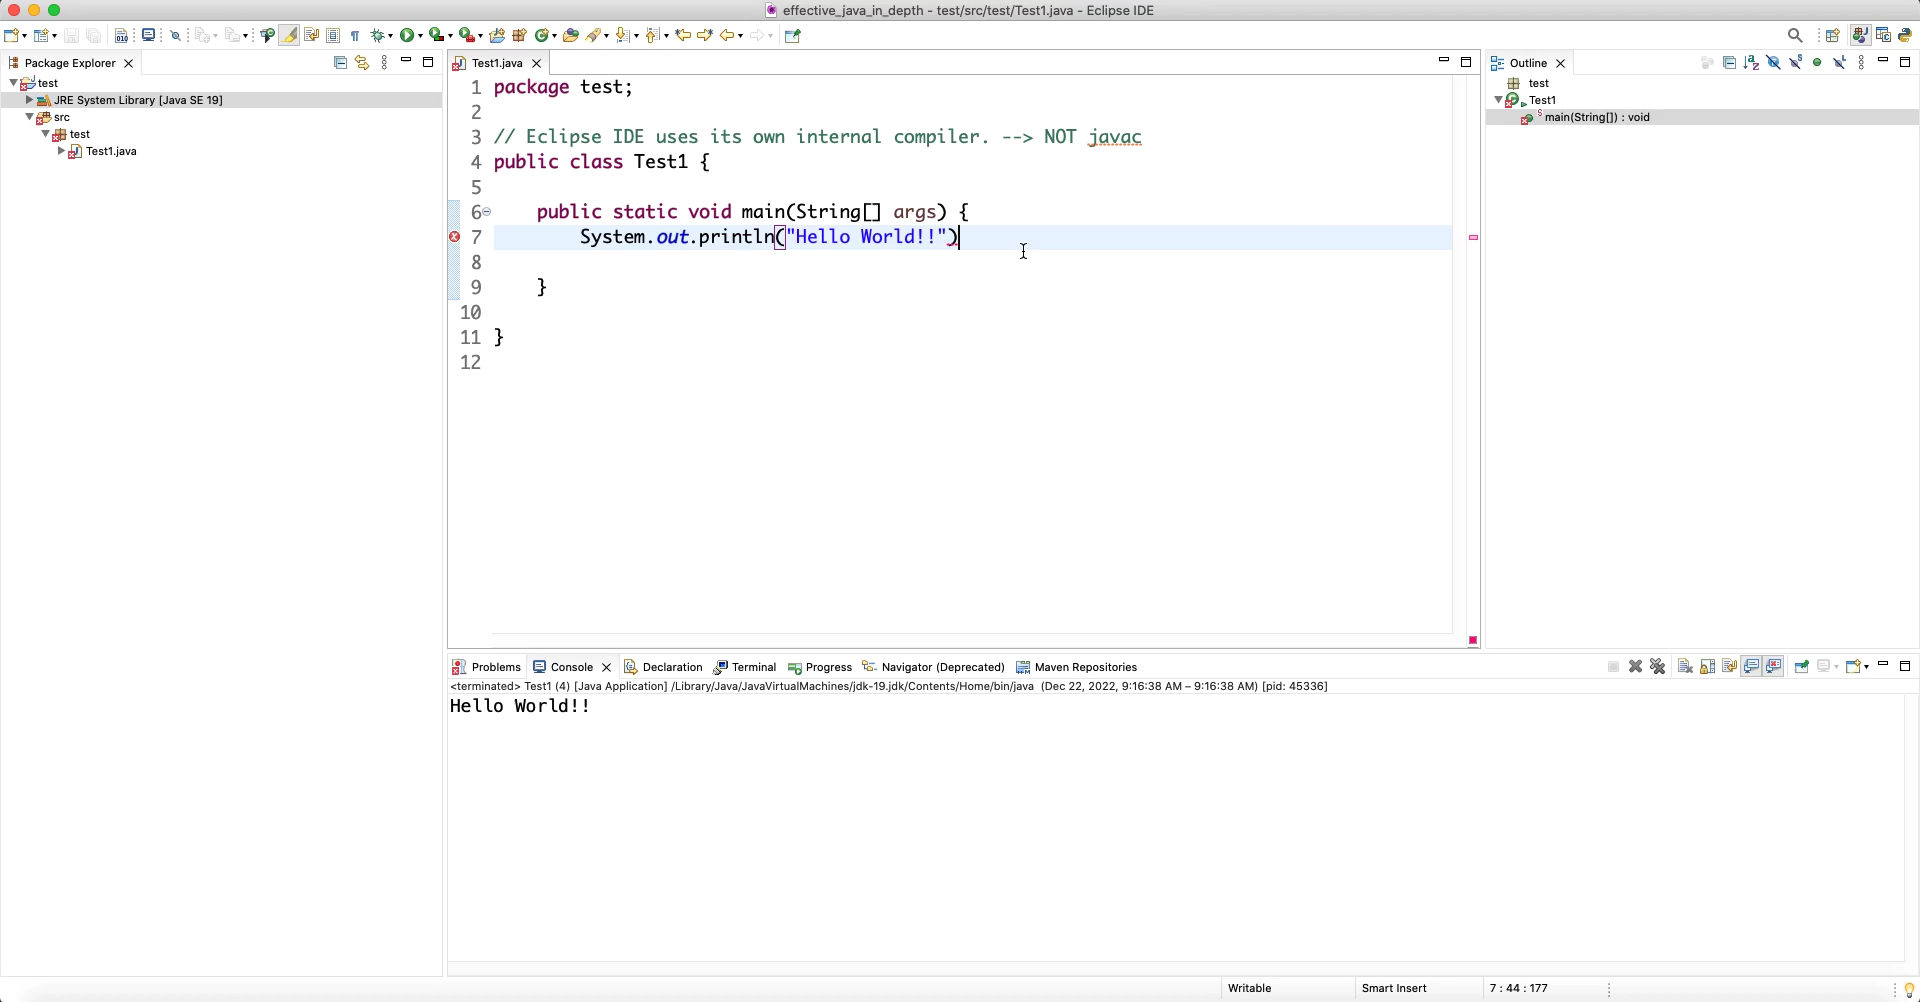 effective_java_in_depth - test/src/test/Test1.java - Eclipse IDE
Package Explorer
test
JRE System Library [Java SE 19]
src
test
Test1.java
Test1.java
1 package test;
2
3 // Eclipse IDE uses its own internal compiler. --> NOT javac
4 public class Test1 {
5
6 public static void main(String[] args) {
7 System.out.println("Hello World!!")
8
9 }
10
11 }
12
Outline
test
Test1
S main(String[]) : void
Problems Console Declaration Terminal Progress Navigator (Deprecated) Maven Repositories
<terminated> Test1 (4) [Java Application] /Library/Java/JavaVirtualMachines/jdk-19.jdk/Contents/Home/bin/java (Dec 22, 2022, 9:16:38 AM – 9:16:38 AM) [pid: 45336]
Hello World!!
Writable Smart Insert 7 : 44 : 177